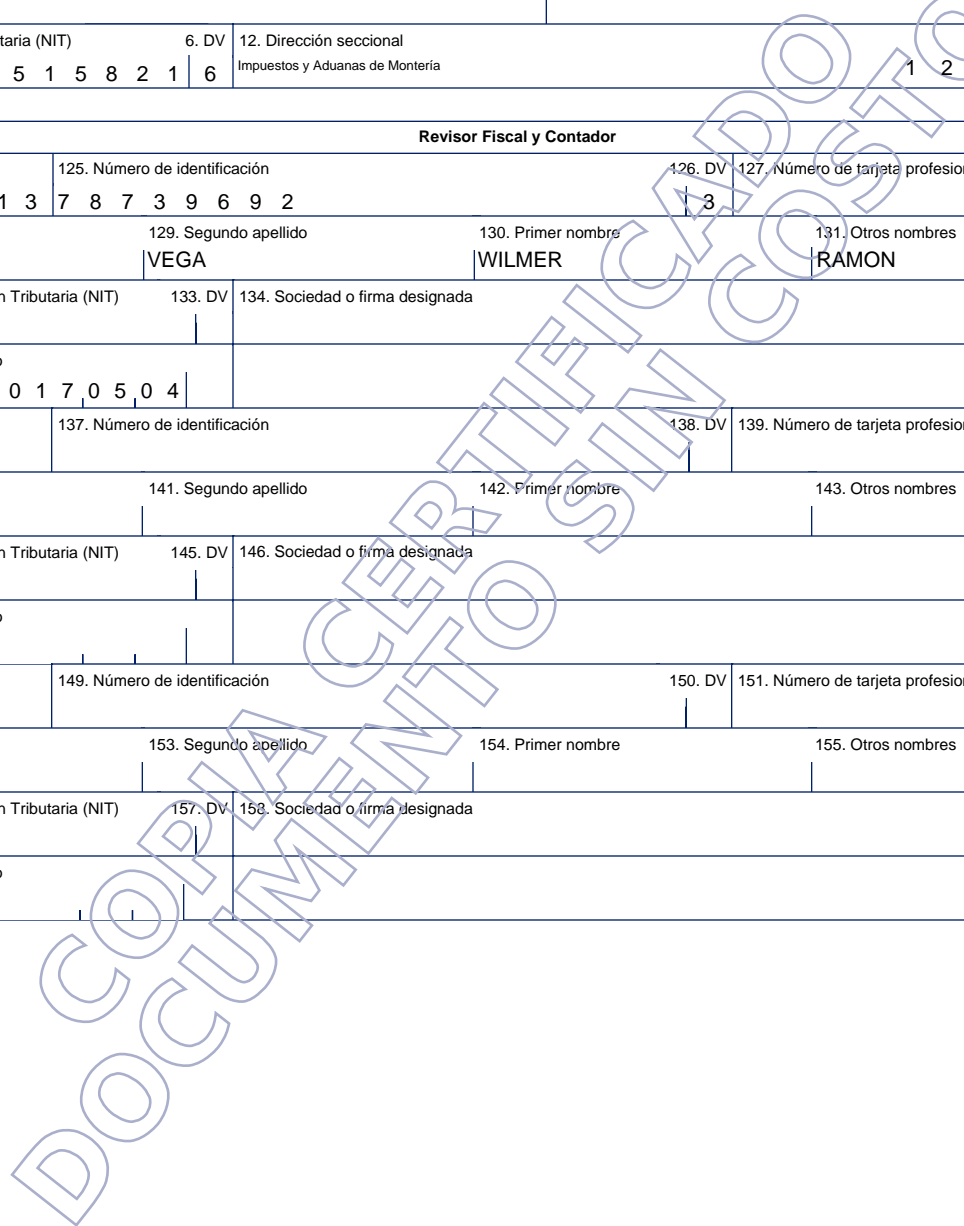 taria (NIT) 6. DV 12. Dirección seccional
5 1 5 8 2 1 6 Impuestos y Aduanas de Montería 1 2
Revisor Fiscal y Contador
125. Número de identificación 126. DV 127. Número de tarjeta profesion
1 3 7 8 7 3 9 6 9 2 3
129. Segundo apellido 130. Primer nombre 131. Otros nombres
VEGA WILMER RAMON
n Tributaria (NIT) 133. DV 134. Sociedad o firma designada
o
0 1 7 0 5 0 4
137. Número de identificación 138. DV 139. Número de tarjeta profesion
141. Segundo apellido 142. Primer nombre 143. Otros nombres
n Tributaria (NIT) 145. DV 146. Sociedad o firma designada
o
149. Número de identificación 150. DV 151. Número de tarjeta profesion
153. Segundo apellido 154. Primer nombre 155. Otros nombres
n Tributaria (NIT) 157. DV 158. Sociedad o firma designada
o
COPIA CERTIFICADO
DOCUMENTO SIN COSTO